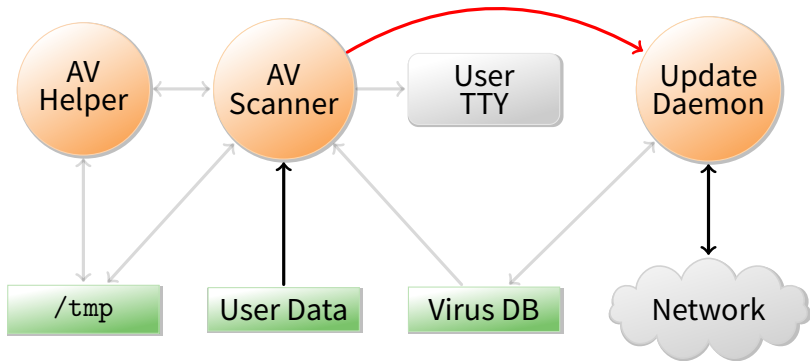 AV
Helper
AV
Scanner
User
TTY
Update
Daemon
/tmp
User Data
Virus DB
Network